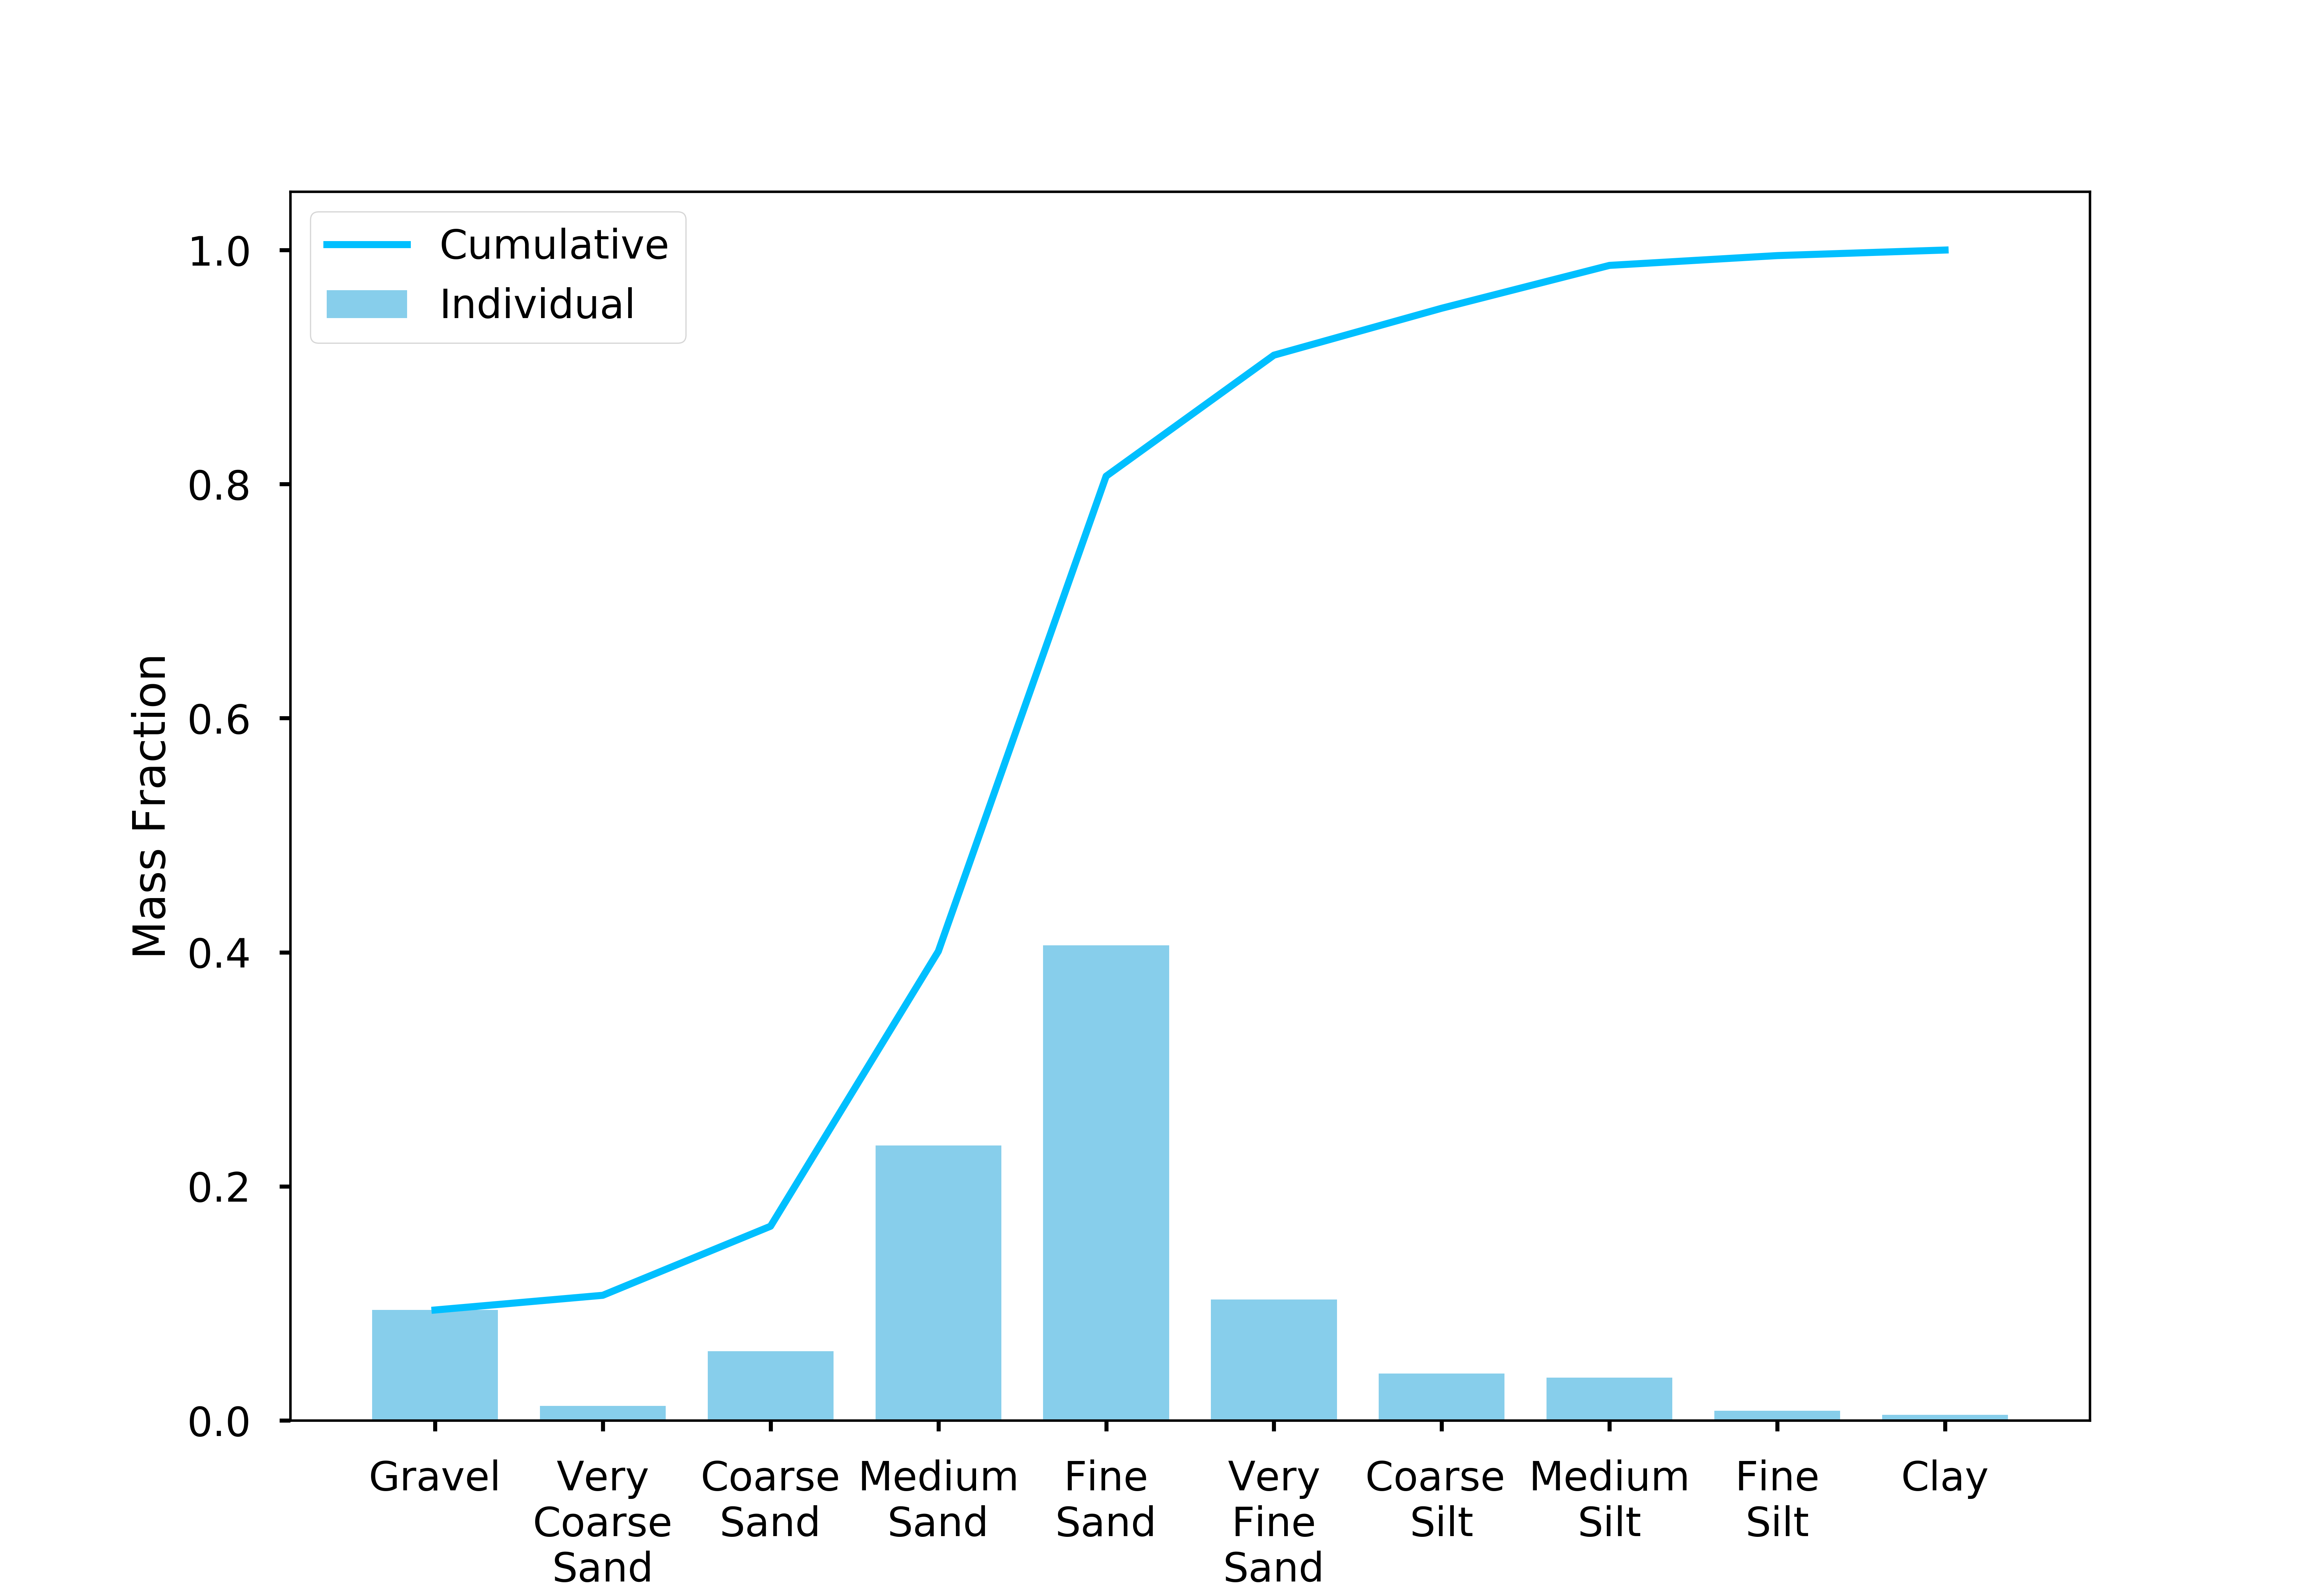 Cumulative
Individual
1.0
0.8
0.6
0.4
0.2
0.0
Mass Fraction
Gravel
Very
Coarse
Sand
Coarse
Sand
Medium
Sand
Fine
Sand
Very
Fine
Sand
Coarse
Silt
Medium
Silt
Fine
Silt
Clay